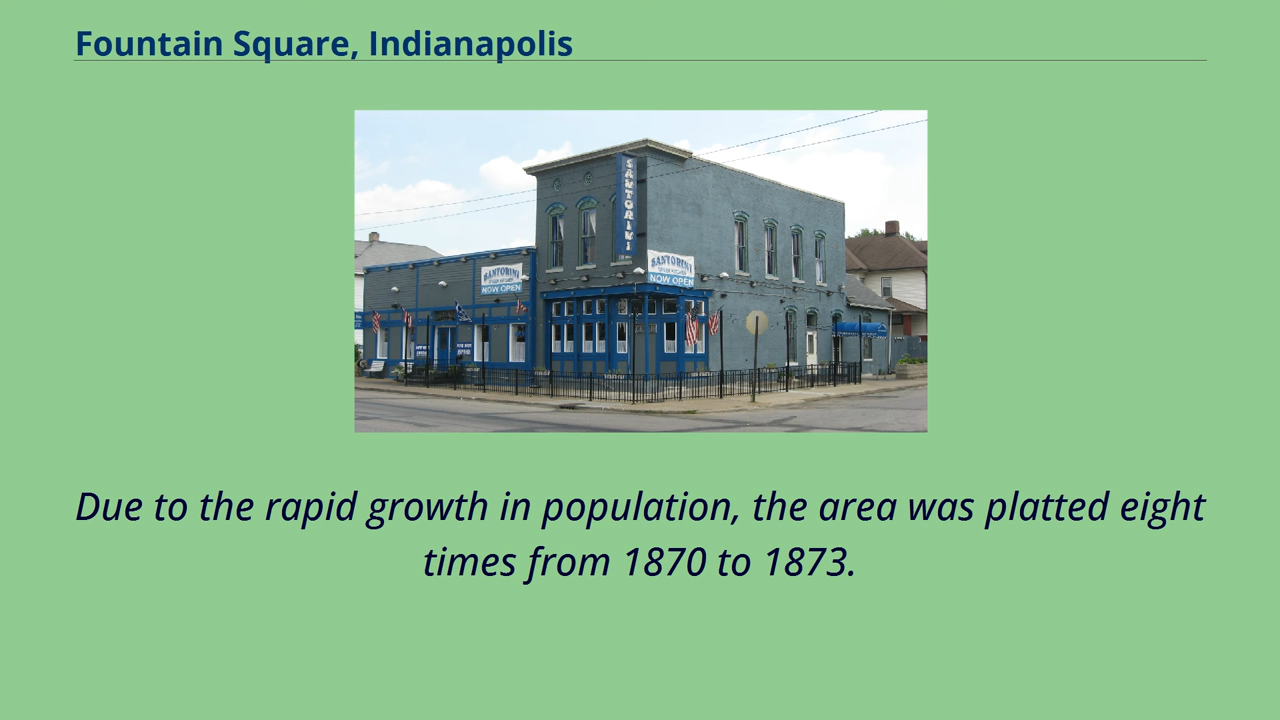 Fountain Square, Indianapolis
SANTORINI
SANTORINI
NOW OPEN
SANTORINI
NOW OPEN
Due to the rapid growth in population, the area was platted eight
times from 1870 to 1873.